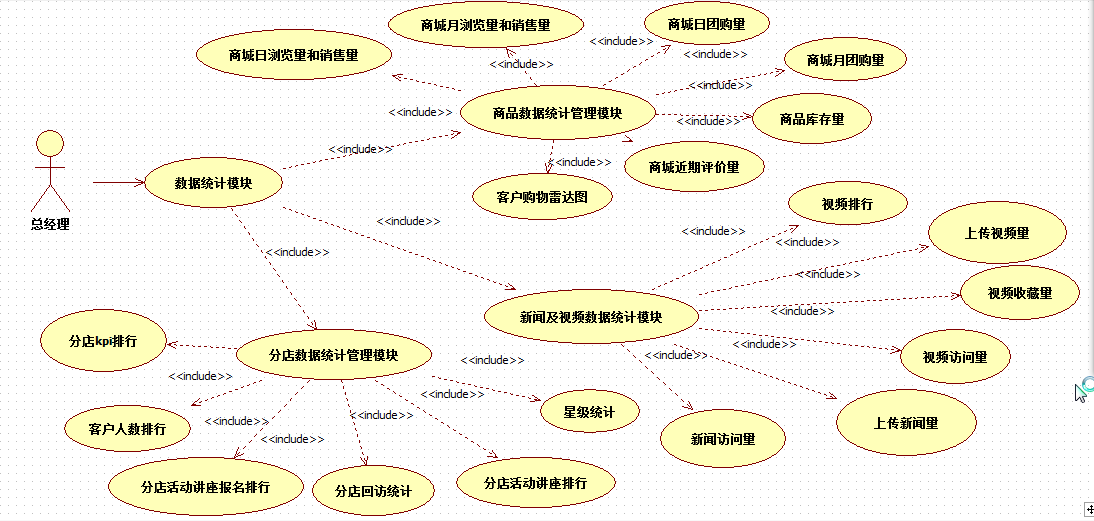 商城月浏览量和销售量
商城日团购量
<<include>>
商城日浏览量和销售量
<<include>>
<<include>>
商城月团购量
<<include>>
<<include>>
商品数据统计管理模块
<<include>>
商品库存量
<<include>>
<<include>>
商城近期评价量
数据统计模块
客户购物雷达图
总经理
视频排行
<<include>>
<<include>>
<<include>>
上传视频量
<<include>>
<<include>>
视频收藏量
新闻及视频数据统计模块
<<include>>
分店kpi排行
<<include>>
分店数据统计管理模块
<<include>>
<<include>>
视频访问量
<<include>>
<<include>>
星级统计
<<include>>
<<include>>
<<include>>
客户人数排行
新闻访问量
上传新闻量
分店活动讲座报名排行
分店回访统计
分店活动讲座排行